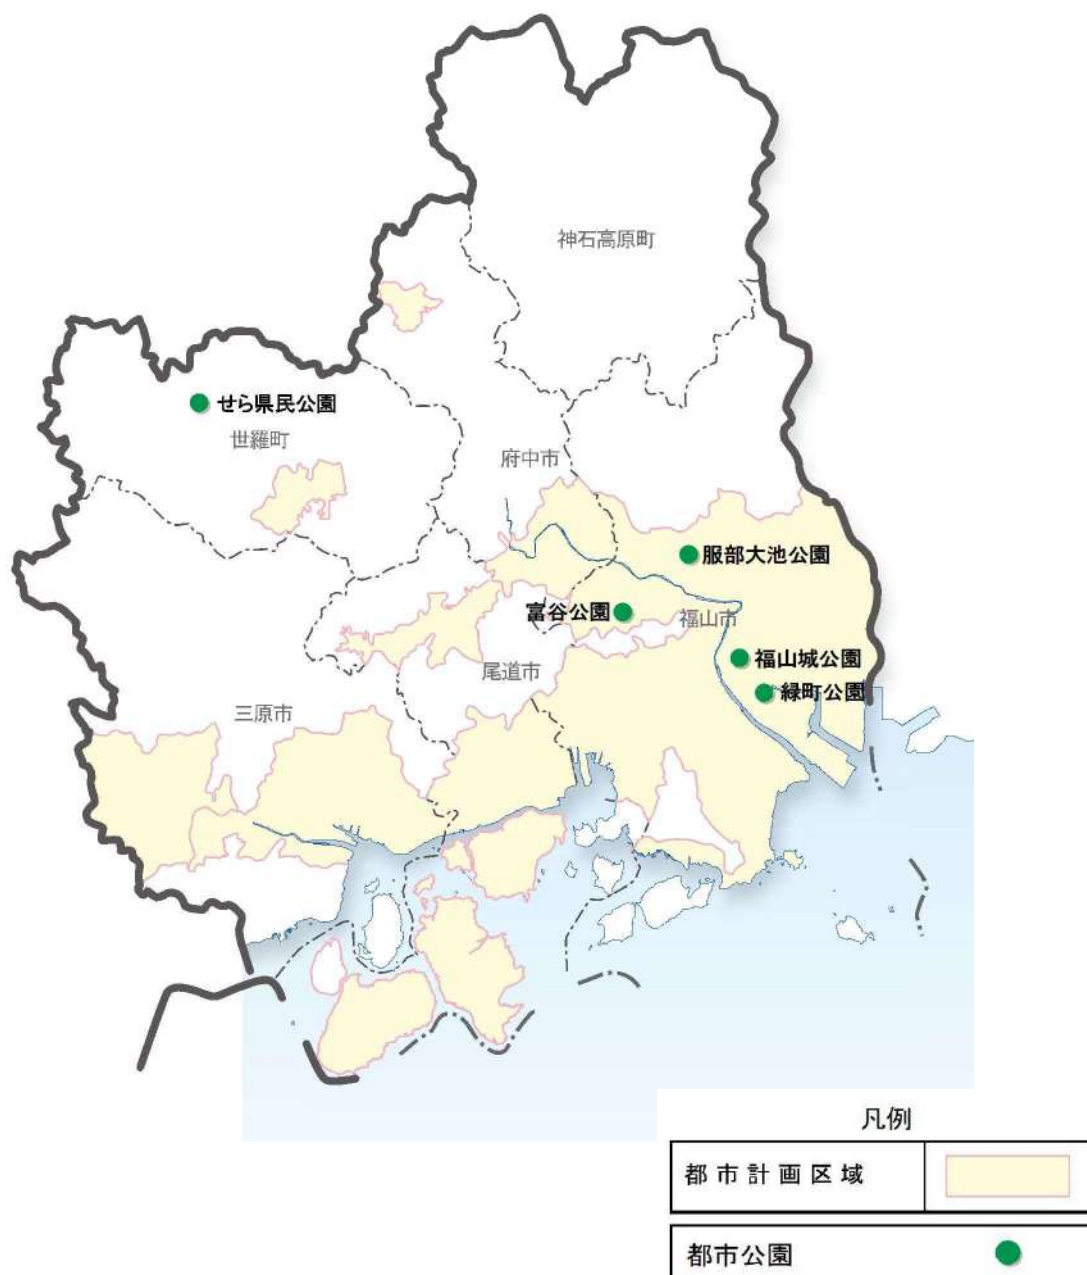 神石高原町
せら県民公園
世羅町
府中市
服部大池公園
富谷公園
福山市
福山城公園
尾道市
緑町公園
三原市
凡例
都市計画区域
都市公園